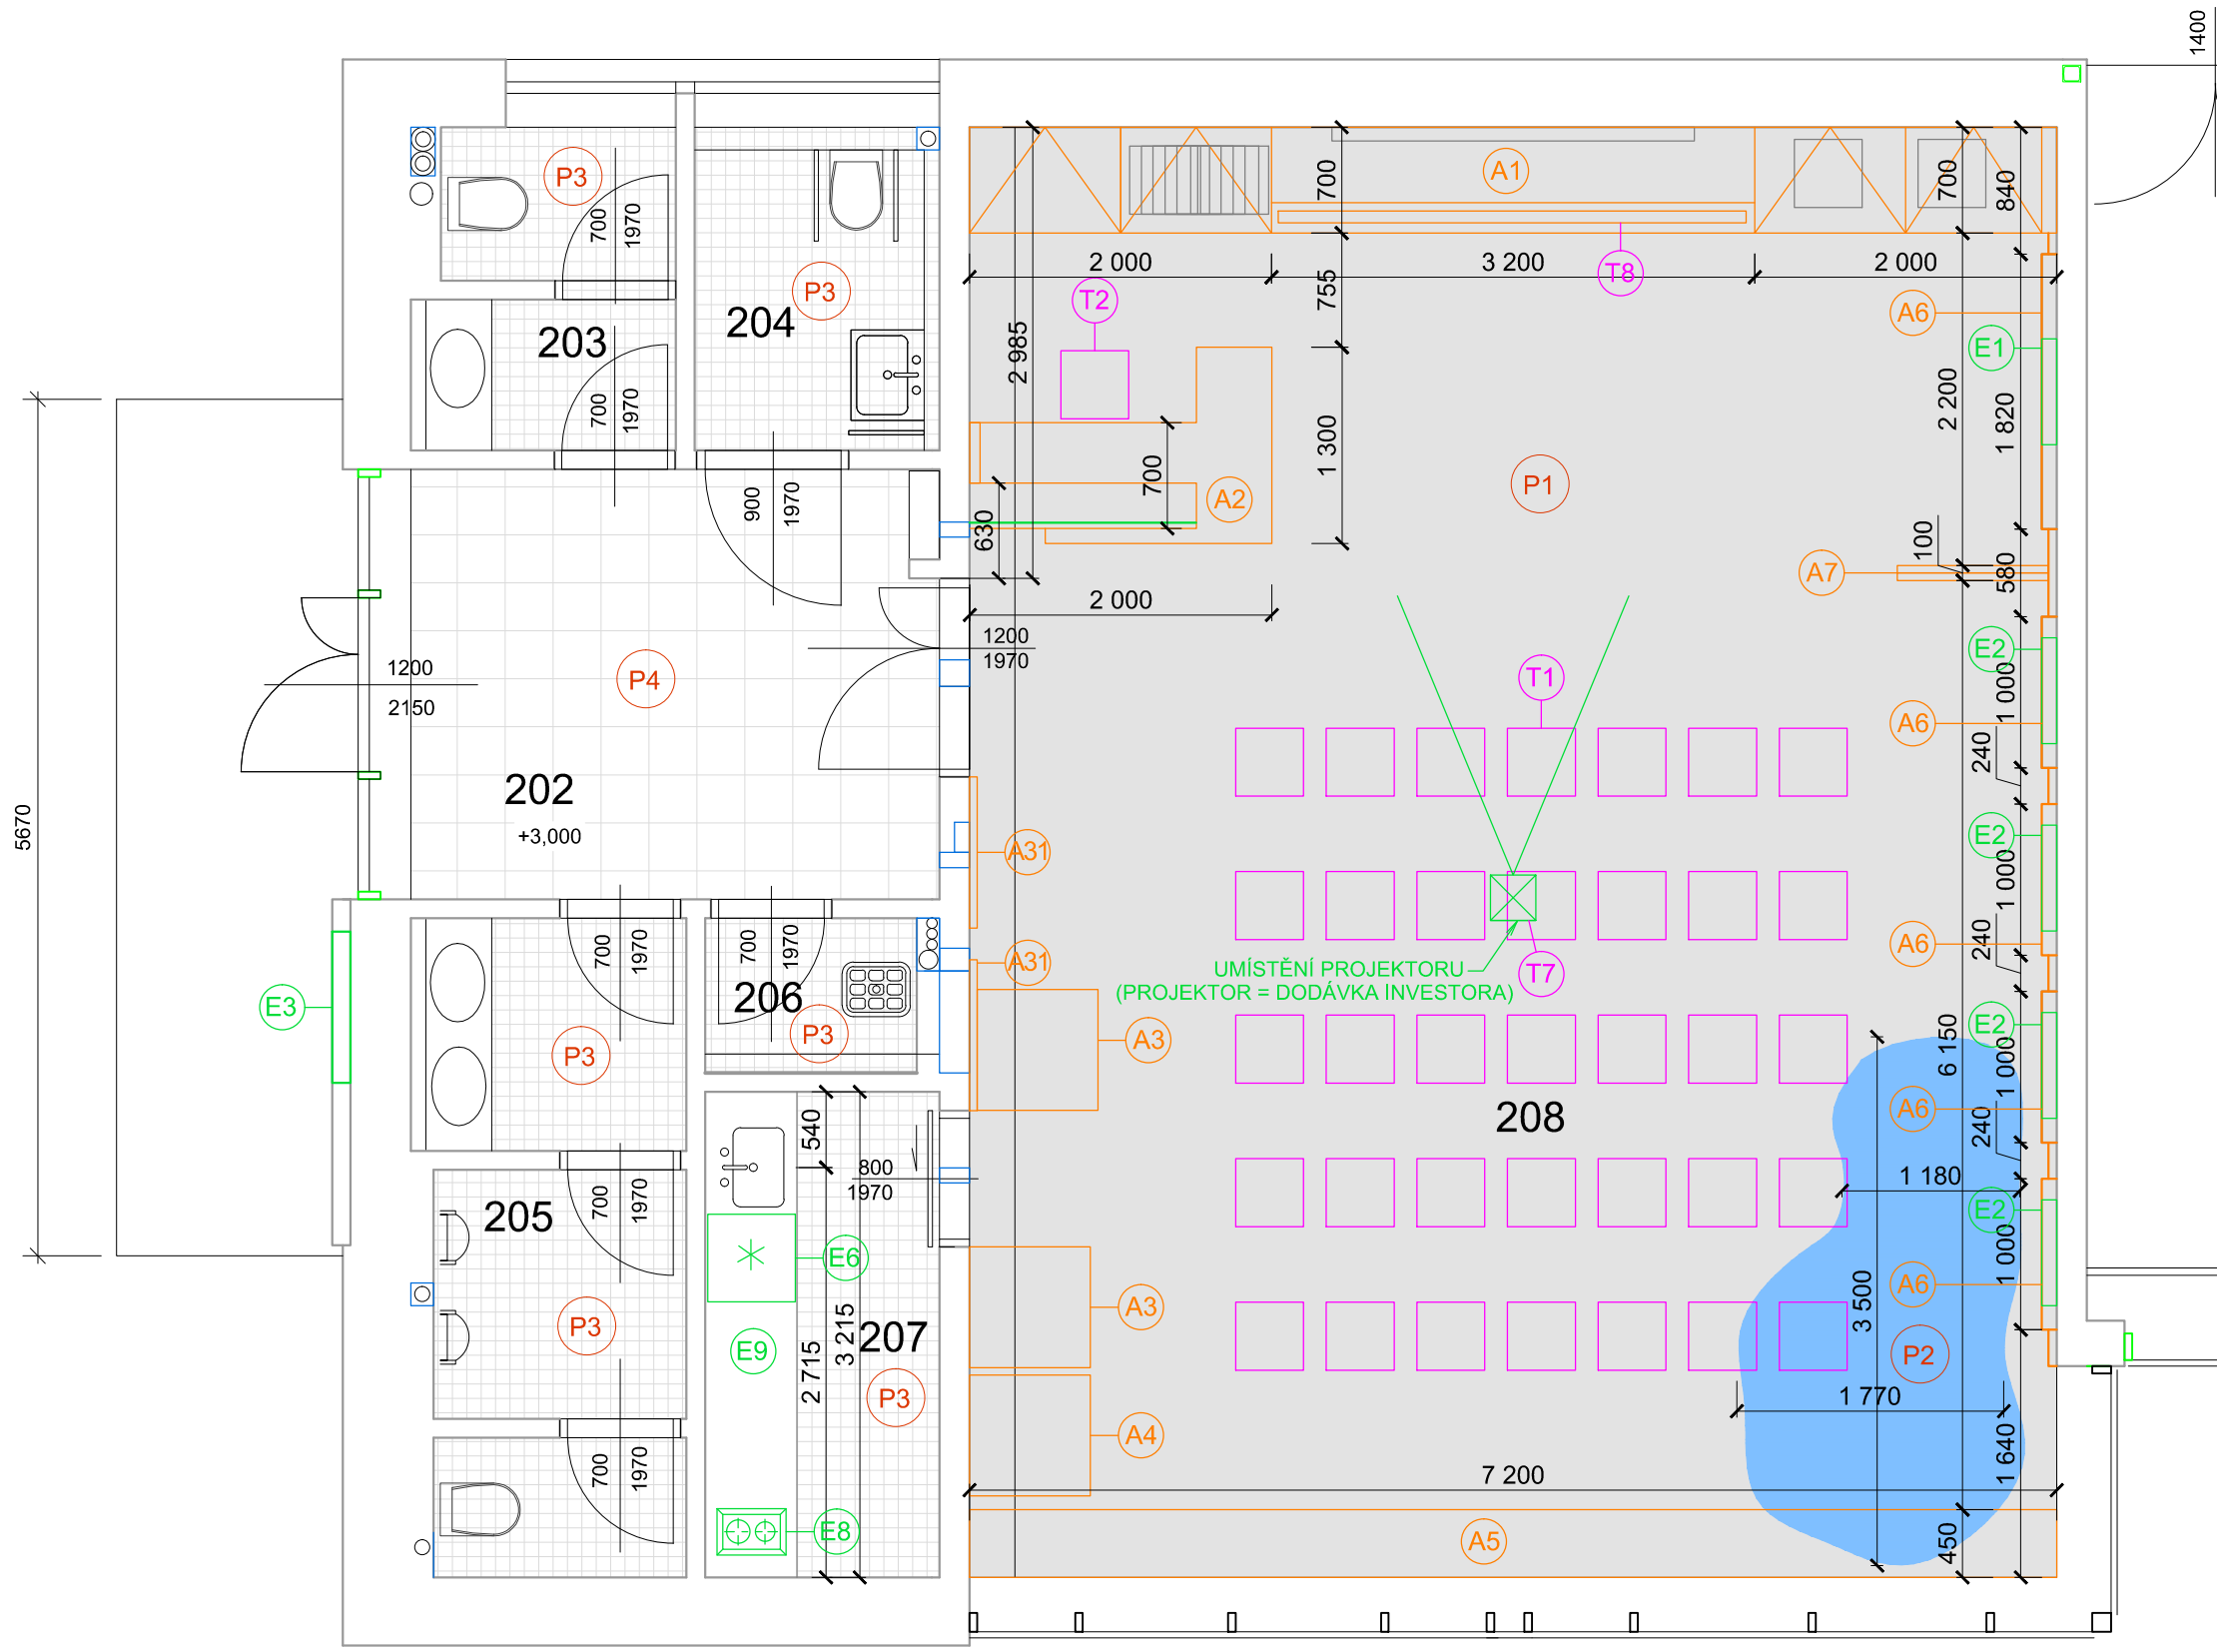 1400
P3
700
1970
P3
203
204
700
1970
900
1970
A1
700
700
840
2 000
3 200
2 000
T8
T2
755
2 985
A6
E1
2 200
1 820
1 300
700
A2
630
P1
100
A7
580
2 000
1200
1970
1200
2150
P4
202
+3,000
5670
T1
E2
1 000
A6
240
E2
1 000
A6
240
A31
A31
UMÍSTĚNÍ PROJEKTORU
(PROJEKTOR = DODÁVKA INVESTORA)
T7
E3
700
1970
P3
700
1970
206
P3
A3
6 150
E2
1 000
A6
240
208
1 180
E2
1 000
A6
540
800
1970
205
700
1970
P3
E6
E9
2 715
3 215
207
P3
A3
A4
3 500
P2
1 770
1 640
7 200
700
1970
E8
A5
450